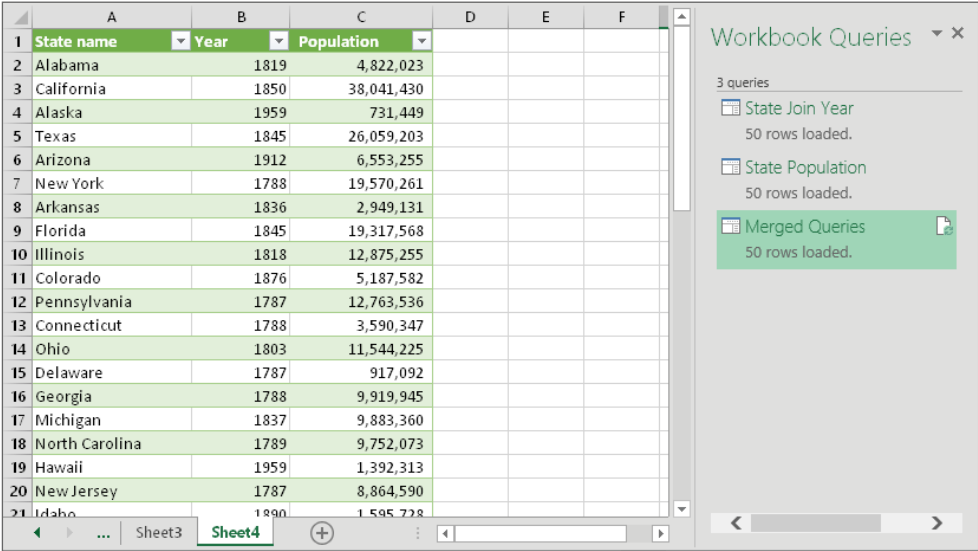 A B C D E F
1 State name Year Population
2 Alabama 1819 4,822,023
3 California 1850 38,041,430
4 Alaska 1959 731,449
5 Texas 1845 26,059,203
6 Arizona 1912 6,553,255
7 New York 1788 19,570,261
8 Arkansas 1836 2,949,131
9 Florida 1845 19,317,568
10 Illinois 1818 12,875,255
11 Colorado 1876 5,187,582
12 Pennsylvania 1787 12,763,536
13 Connecticut 1788 3,590,347
14 Ohio 1803 11,544,225
15 Delaware 1787 917,092
16 Georgia 1788 9,919,945
17 Michigan 1837 9,883,360
18 North Carolina 1789 9,752,073
19 Hawaii 1959 1,392,313
20 New Jersey 1787 8,864,590
21 Idaho 1890 1,595,728
... Sheet3 Sheet4
Workbook Queries
3 queries
State Join Year
50 rows loaded.
State Population
50 rows loaded.
Merged Queries
50 rows loaded.